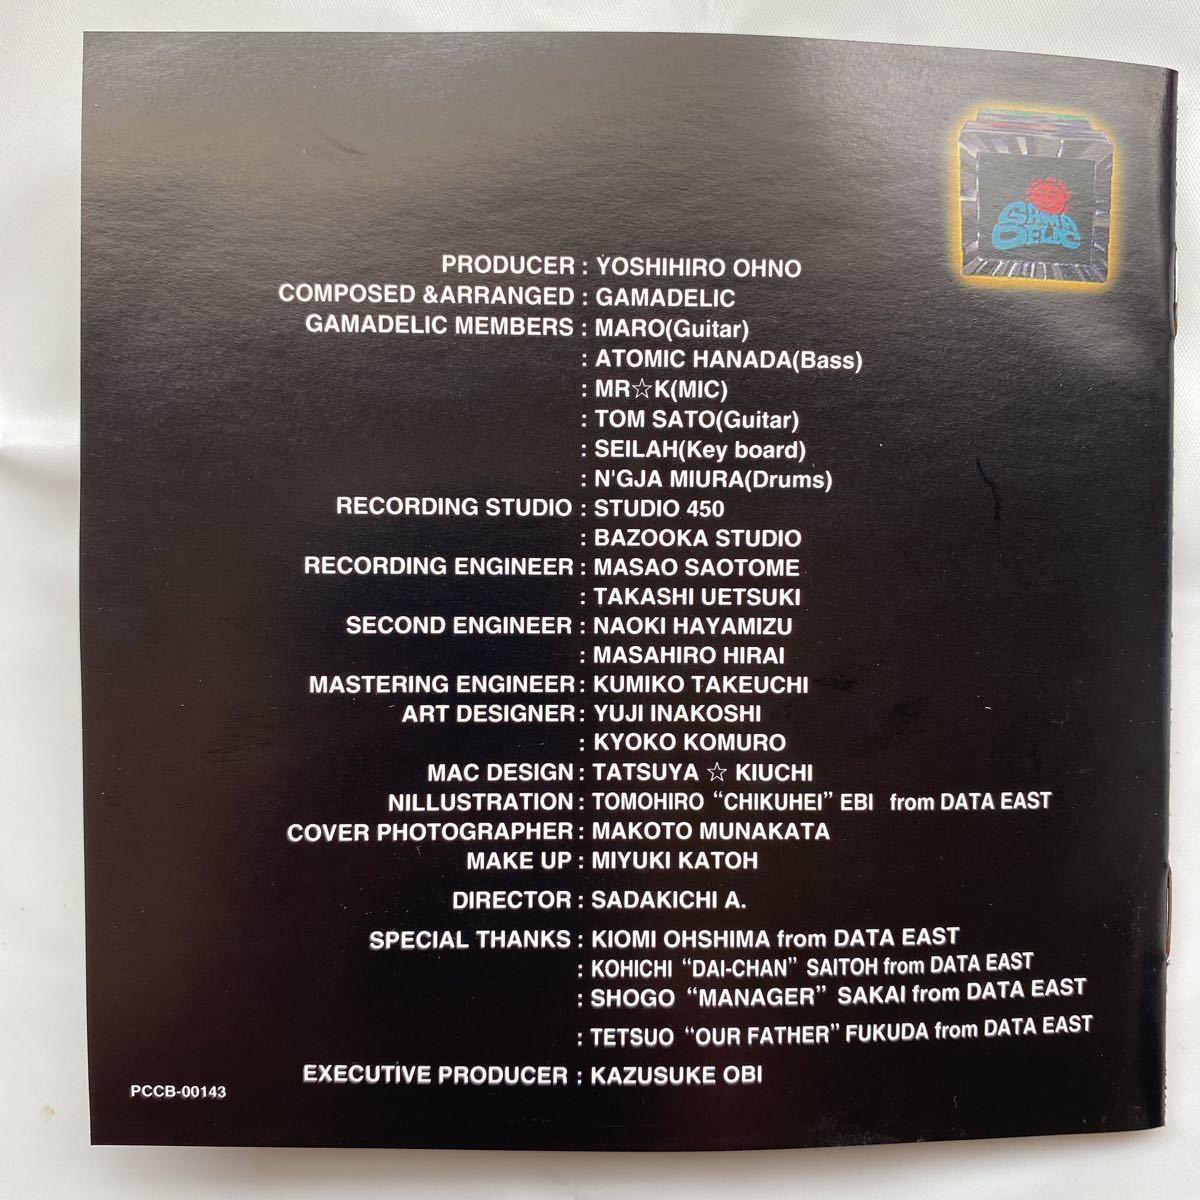 GAMA
DELIC
PRODUCER : YOSHIHIRO OHNO
COMPOSED &ARRANGED : GAMADELIC
GAMADELIC MEMBERS : MARO(Guitar)
: ATOMIC HANADA(Bass)
: MR☆K(MIC)
: TOM SATO(Guitar)
: SEILAH(Key board)
: N'GJA MIURA(Drums)
RECORDING STUDIO : STUDIO 450
: BAZOOKA STUDIO
RECORDING ENGINEER : MASAO SAOTOME
: TAKASHI UETSUKI
SECOND ENGINEER : NAOKI HAYAMIZU
: MASAHIRO HIRAI
MASTERING ENGINEER : KUMIKO TAKEUCHI
ART DESIGNER : YUJI INAKOSHI
: KYOKO KOMURO
MAC DESIGN : TATSUYA ☆ KIUCHI
NILLUSTRATION : TOMOHIRO “CHIKUHEI” EBI from DATA EAST
COVER PHOTOGRAPHER : MAKOTO MUNAKATA
MAKE UP : MIYUKI KATOH
DIRECTOR : SADAKICHI A.
SPECIAL THANKS : KIOMI OHSHIMA from DATA EAST
: KOHICHI “DAI-CHAN” SAITOH from DATA EAST
: SHOGO “MANAGER” SAKAI from DATA EAST
: TETSUO “OUR FATHER” FUKUDA from DATA EAST
EXECUTIVE PRODUCER : KAZUSUKE OBI
PCCB-00143